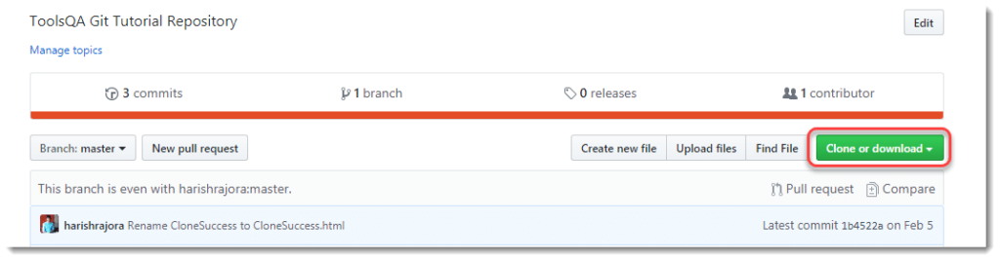 ToolsQA Git Tutorial Repository
Edit
Manage topics
3 commits
1 branch
0 releases
1 contributor
Branch: master
New pull request
Create new file
Upload files
Find File
Clone or download
This branch is even with harishrajora:master.
Pull request
Compare
harishrajora Rename CloneSuccess to CloneSuccess.html
Latest commit 1b4522a on Feb 5